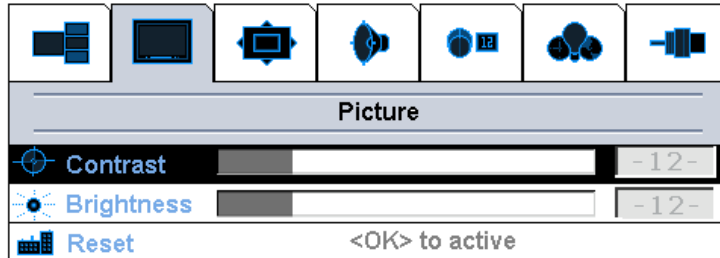 12
Picture
Contrast -12-
Brightness -12-
Reset <OK> to active